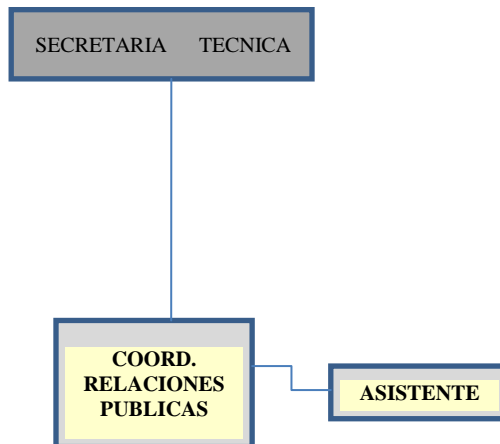 SECRETARIA TECNICA
COORD.
RELACIONES
PUBLICAS
ASISTENTE